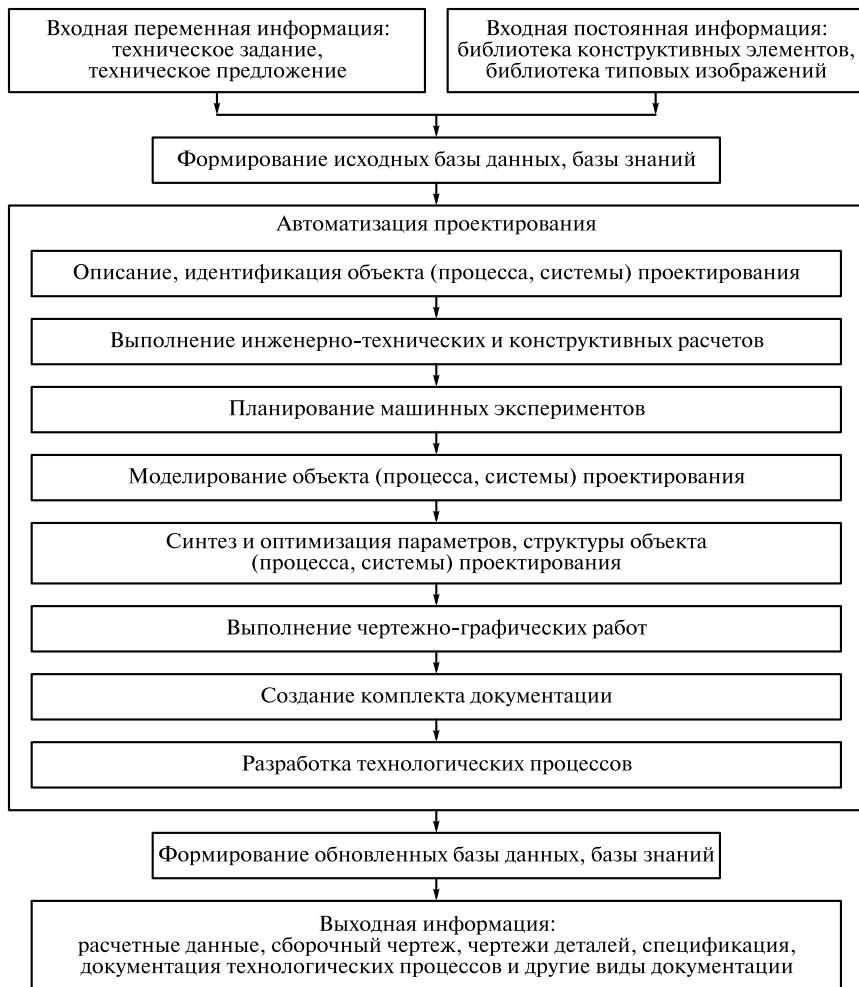 Входная переменная информация:
техническое задание,
техническое предложение
Входная постоянная информация:
библиотека конструктивных элементов,
библиотека типовых изображений
Формирование исходных базы данных, базы знаний
Автоматизация проектирования
Описание, идентификация объекта (процесса, системы) проектирования
Выполнение инженерно-технических и конструктивных расчетов
Планирование машинных экспериментов
Моделирование объекта (процесса, системы) проектирования
Синтез и оптимизация параметров, структуры объекта
(процесса, системы) проектирования
Выполнение чертежно-графических работ
Создание комплекта документации
Разработка технологических процессов
Формирование обновленных базы данных, базы знаний
Выходная информация:
расчетные данные, сборочный чертеж, чертежи деталей, спецификация,
документация технологических процессов и другие виды документации